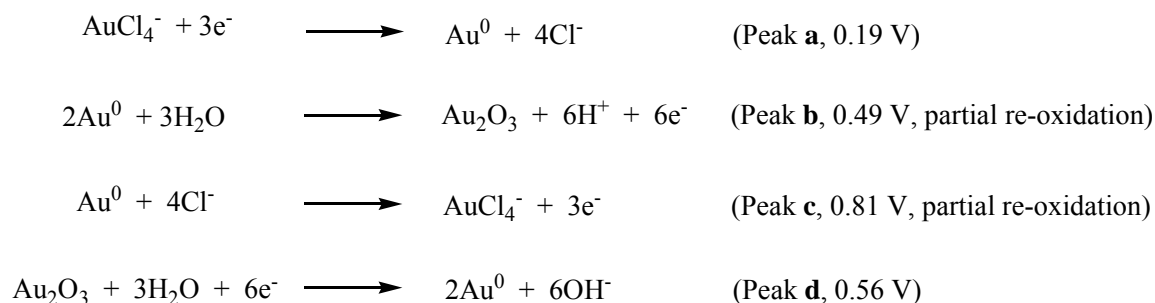 AuCl₄⁻ + 3e⁻ ⟶ Au⁰ + 4Cl⁻ (Peak a, 0.19 V)
2Au⁰ + 3H₂O ⟶ Au₂O₃ + 6H⁺ + 6e⁻ (Peak b, 0.49 V, partial re-oxidation)
Au⁰ + 4Cl⁻ ⟶ AuCl₄⁻ + 3e⁻ (Peak c, 0.81 V, partial re-oxidation)
Au₂O₃ + 3H₂O + 6e⁻ ⟶ 2Au⁰ + 6OH⁻ (Peak d, 0.56 V)